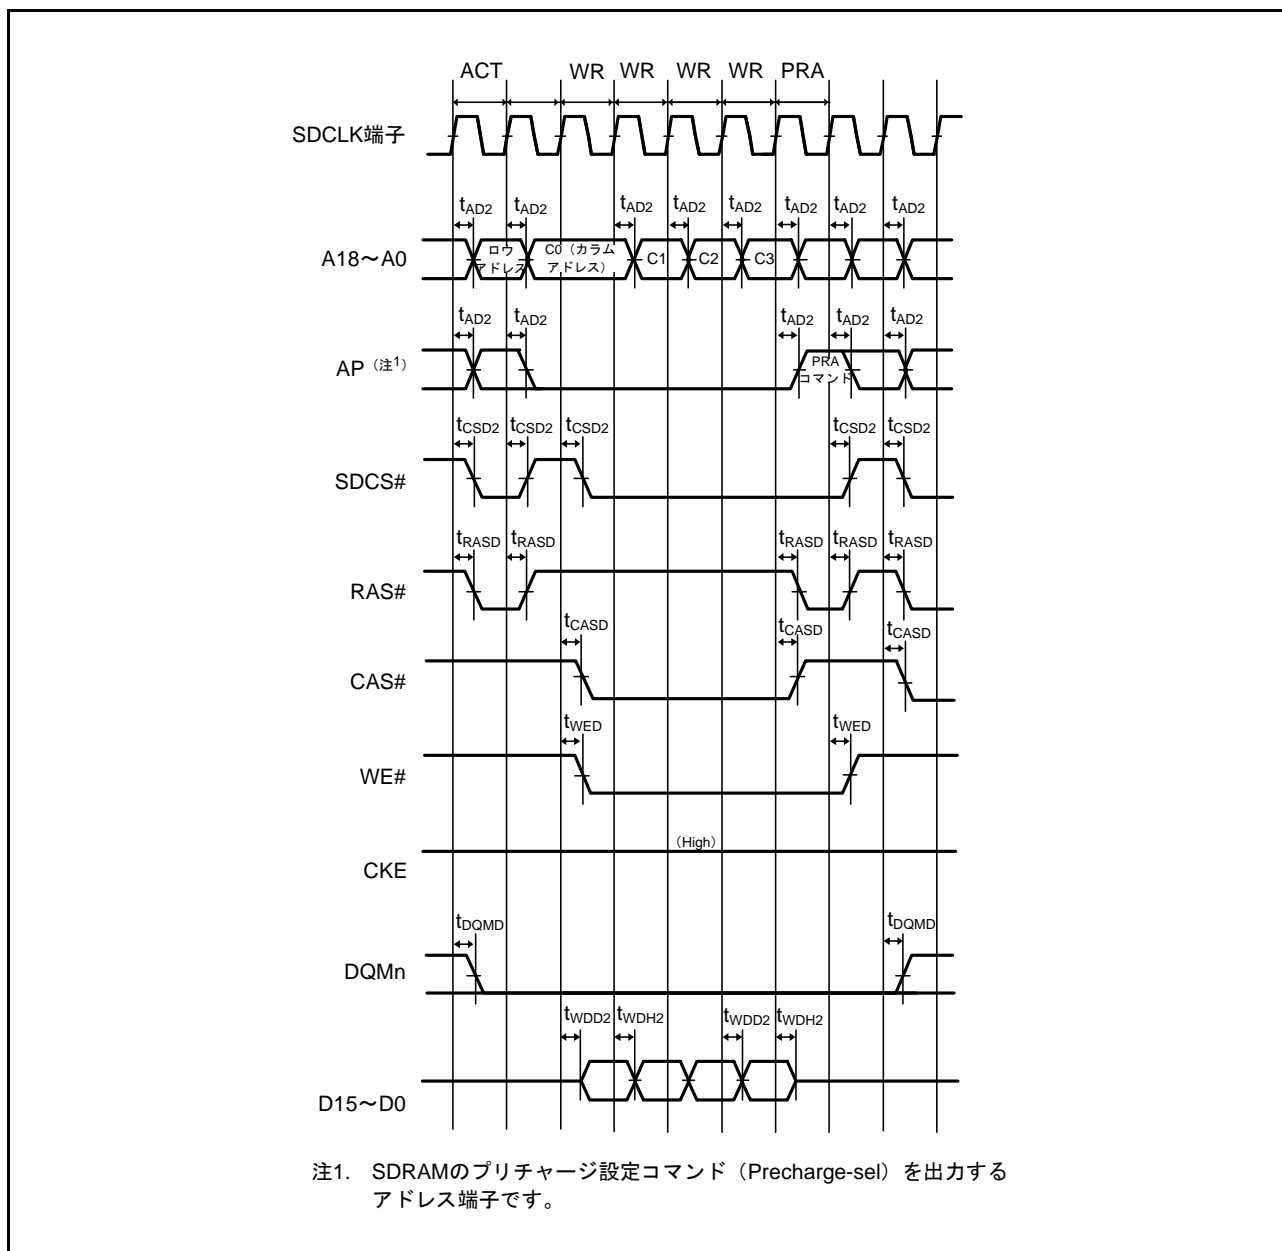 ACT WR WR WR WR PRA
SDCLK端子
tAD2 tAD2 tAD2 tAD2 tAD2 tAD2 tAD2 tAD2
A18～A0
ロウ
アドレス
C0（カラム
アドレス）
C1 C2 C3
tAD2 tAD2 tAD2 tAD2 tAD2
AP（注1）
PRA
コマンド
tCSD2 tCSD2 tCSD2 tCSD2 tCSD2
SDCS#
tRASD tRASD tRASD tRASD tRASD
RAS#
tCASD tCASD tCASD
CAS#
tWED tWED
WE#
（High）
CKE
tDQMD tDQMD
DQMn
tWDD2 tWDH2 tWDD2 tWDH2
D15～D0
注1. SDRAMのプリチャージ設定コマンド（Precharge-sel）を出力する
アドレス端子です。